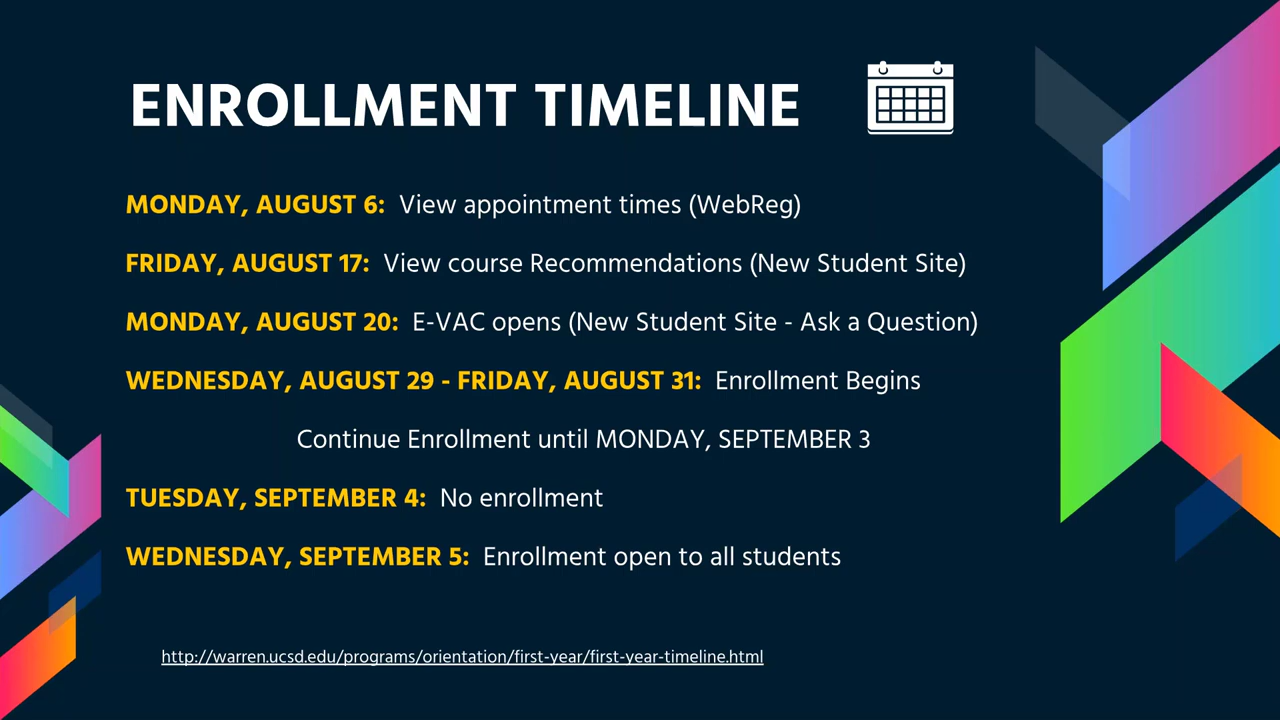 ENROLLMENT TIMELINE
MONDAY, AUGUST 6: View appointment times (WebReg)
FRIDAY, AUGUST 17: View course Recommendations (New Student Site)
MONDAY, AUGUST 20: E-VAC opens (New Student Site - Ask a Question)
WEDNESDAY, AUGUST 29 - FRIDAY, AUGUST 31: Enrollment Begins
Continue Enrollment until MONDAY, SEPTEMBER 3
TUESDAY, SEPTEMBER 4: No enrollment
WEDNESDAY, SEPTEMBER 5: Enrollment open to all students
http://warren.ucsd.edu/programs/orientation/first-year/first-year-timeline.html